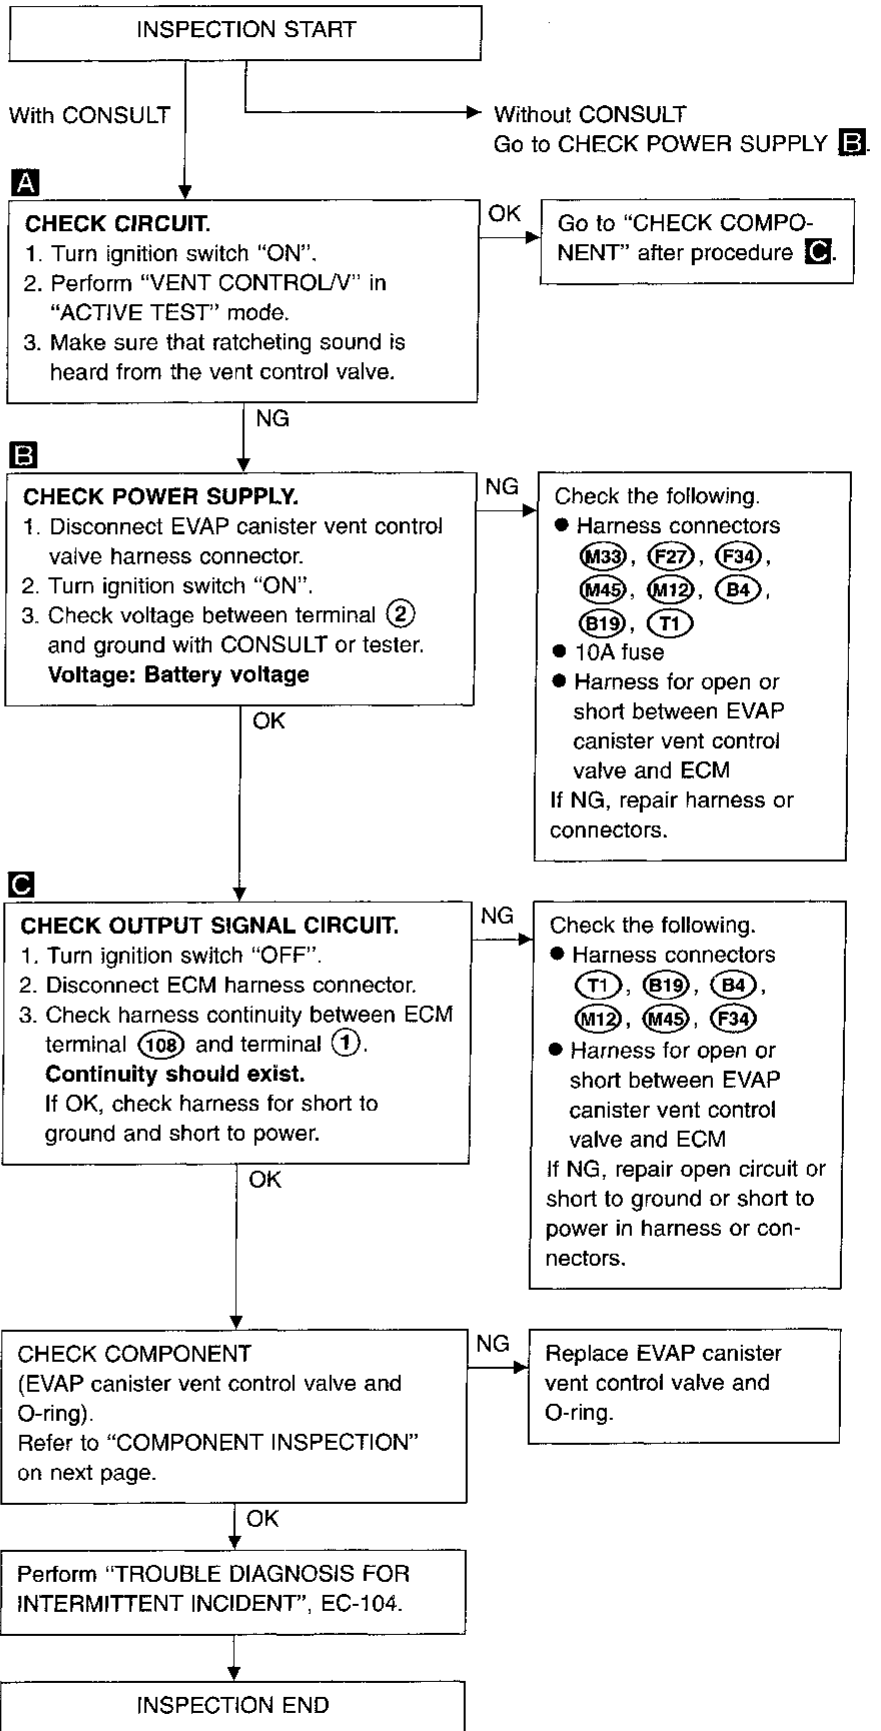 INSPECTION START
With CONSULT
Without CONSULT
Go to CHECK POWER SUPPLY B.
A
CHECK CIRCUIT.
1. Turn ignition switch “ON”.
2. Perform “VENT CONTROL/V” in
“ACTIVE TEST” mode.
3. Make sure that ratcheting sound is
heard from the vent control valve.
OK
Go to “CHECK COMPO-
NENT” after procedure C.
NG
B
CHECK POWER SUPPLY.
1. Disconnect EVAP canister vent control
valve harness connector.
2. Turn ignition switch “ON”.
3. Check voltage between terminal 2
and ground with CONSULT or tester.
Voltage: Battery voltage
NG
Check the following.
● Harness connectors
M33, F27, F34,
M45, M12, B4,
B19, T1
● 10A fuse
● Harness for open or
short between EVAP
canister vent control
valve and ECM
If NG, repair harness or
connectors.
OK
C
CHECK OUTPUT SIGNAL CIRCUIT.
1. Turn ignition switch “OFF”.
2. Disconnect ECM harness connector.
3. Check harness continuity between ECM
terminal 108 and terminal 1.
Continuity should exist.
If OK, check harness for short to
ground and short to power.
NG
Check the following.
● Harness connectors
T1, B19, B4,
M12, M45, F34
● Harness for open or
short between EVAP
canister vent control
valve and ECM
If NG, repair open circuit or
short to ground or short to
power in harness or con-
nectors.
OK
CHECK COMPONENT
(EVAP canister vent control valve and
O-ring).
Refer to “COMPONENT INSPECTION”
on next page.
NG
Replace EVAP canister
vent control valve and
O-ring.
OK
Perform “TROUBLE DIAGNOSIS FOR
INTERMITTENT INCIDENT”, EC-104.
INSPECTION END